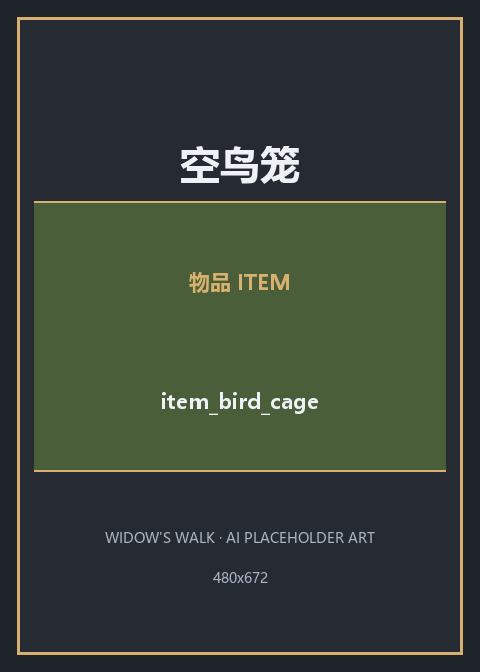 空鸟笼
物品 ITEM
item_bird_cage
WIDOW'S WALK · AI PLACEHOLDER ART
480x672